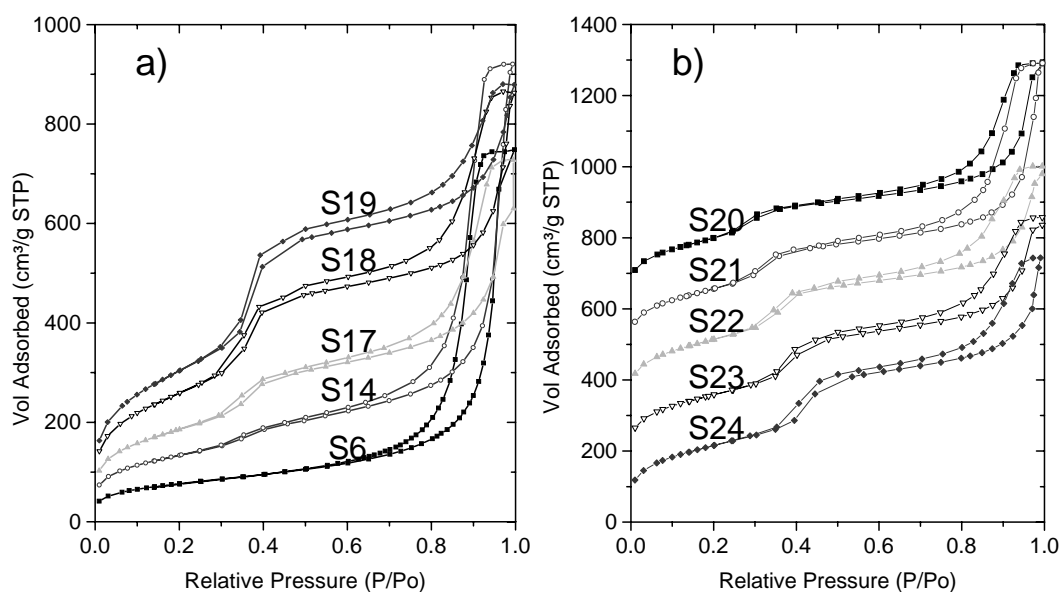 a)
1000
800
600
400
200
0
Vol Adsorbed (cm³/g STP)
S19
S18
S17
S14
S6
0.0 0.2 0.4 0.6 0.8 1.0
Relative Pressure (P/Po)
b)
1400
1200
1000
800
600
400
200
0
Vol Adsorbed (cm³/g STP)
S20
S21
S22
S23
S24
0.0 0.2 0.4 0.6 0.8 1.0
Relative Pressure (P/Po)